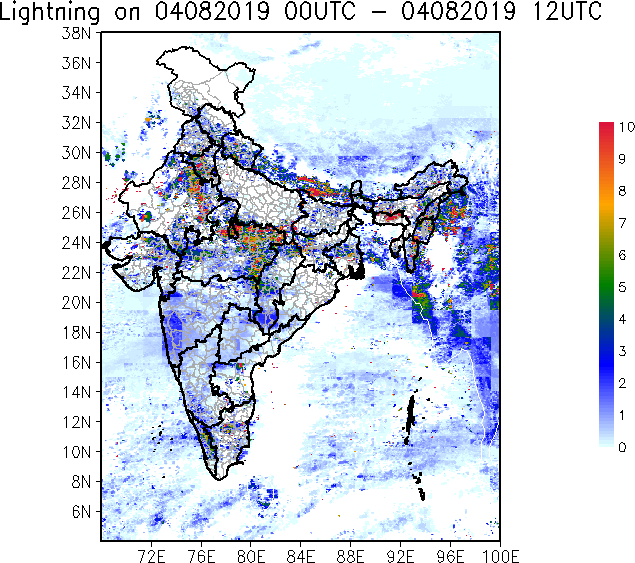 Lightning on 04082019 00UTC – 04082019 12UTC
38N
36N
34N
32N
30N
28N
26N
24N
22N
20N
18N
16N
14N
12N
10N
8N
6N
72E 76E 80E 84E 88E 92E 96E 100E
10
9
8
7
6
5
4
3
2
1
0